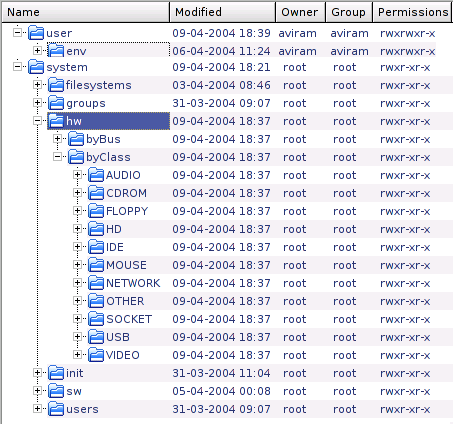 Name Modified Owner Group Permissions
user 09-04-2004 18:39 aviram aviram rwxrwxr-x
env 06-04-2004 11:24 aviram aviram rwxrwxr-x
system 09-04-2004 18:21 root root rwxr-xr-x
filesystems 03-04-2004 08:46 root root rwxr-xr-x
groups 31-03-2004 09:07 root root rwxr-xr-x
hw 09-04-2004 18:37 root root rwxr-xr-x
byBus 09-04-2004 18:37 root root rwxr-xr-x
byClass 09-04-2004 18:37 root root rwxr-xr-x
AUDIO 09-04-2004 18:37 root root rwxr-xr-x
CDROM 09-04-2004 18:37 root root rwxr-xr-x
FLOPPY 09-04-2004 18:37 root root rwxr-xr-x
HD 09-04-2004 18:37 root root rwxr-xr-x
IDE 09-04-2004 18:37 root root rwxr-xr-x
MOUSE 09-04-2004 18:37 root root rwxr-xr-x
NETWORK 09-04-2004 18:37 root root rwxr-xr-x
OTHER 09-04-2004 18:37 root root rwxr-xr-x
SOCKET 09-04-2004 18:37 root root rwxr-xr-x
USB 09-04-2004 18:37 root root rwxr-xr-x
VIDEO 09-04-2004 18:37 root root rwxr-xr-x
init 31-03-2004 11:04 root root rwxr-xr-x
sw 05-04-2004 00:08 root root rwxr-xr-x
users 31-03-2004 09:07 root root rwxr-xr-x